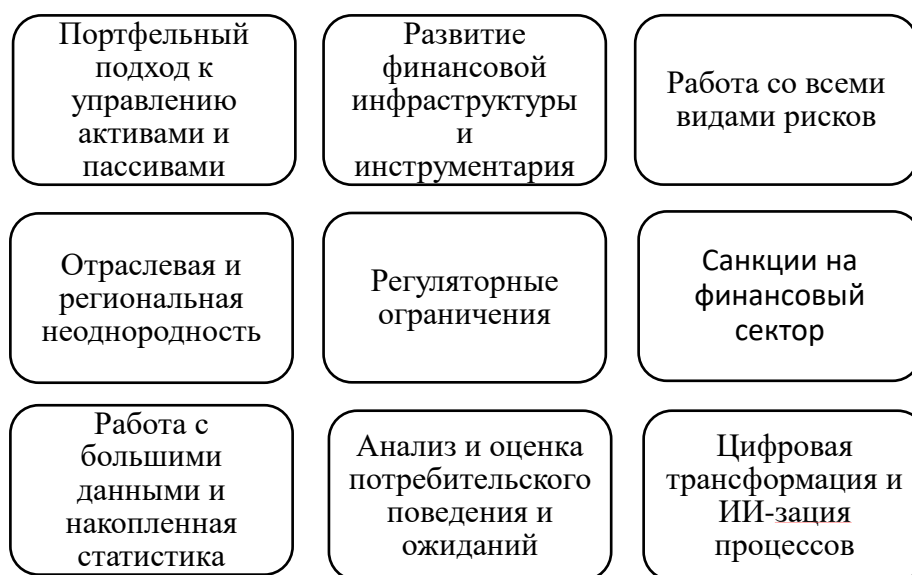 Портфельный
подход к
управлению
активами и
пассивами
Развитие
финансовой
инфраструктуры
и
инструментария
Работа со всеми
видами рисков
Отраслевая и
региональная
неоднородность
Регуляторные
ограничения
Санкции на
финансовый
сектор
Работа с
большими
данными и
накопленная
статистика
Анализ и оценка
потребительского
поведения и
ожиданий
Цифровая
трансформация и
ИИ-зация
процессов